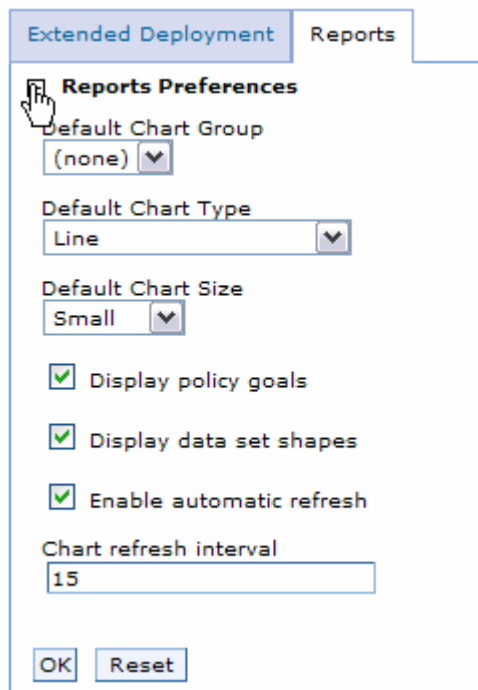 Extended Deployment Reports
Reports Preferences
Default Chart Group
(none)
Default Chart Type
Line
Default Chart Size
Small
Display policy goals
Display data set shapes
Enable automatic refresh
Chart refresh interval
15
OK Reset